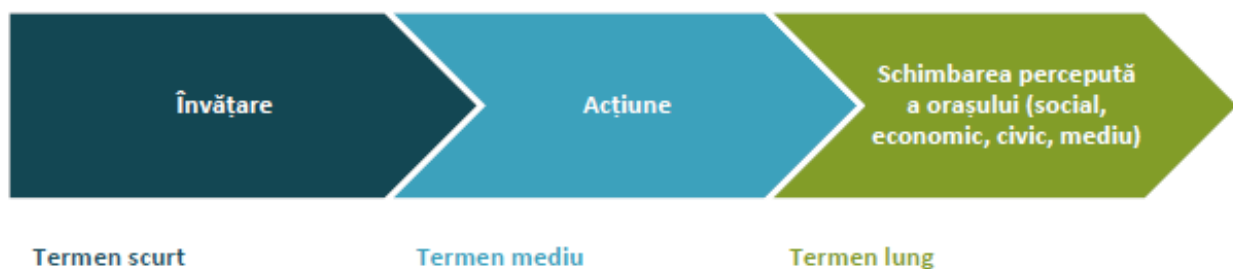 Învățare
Acțiune
Schimbarea percepută
a orașului (social,
economic, civic, mediu)
Termen scurt
Termen mediu
Termen lung